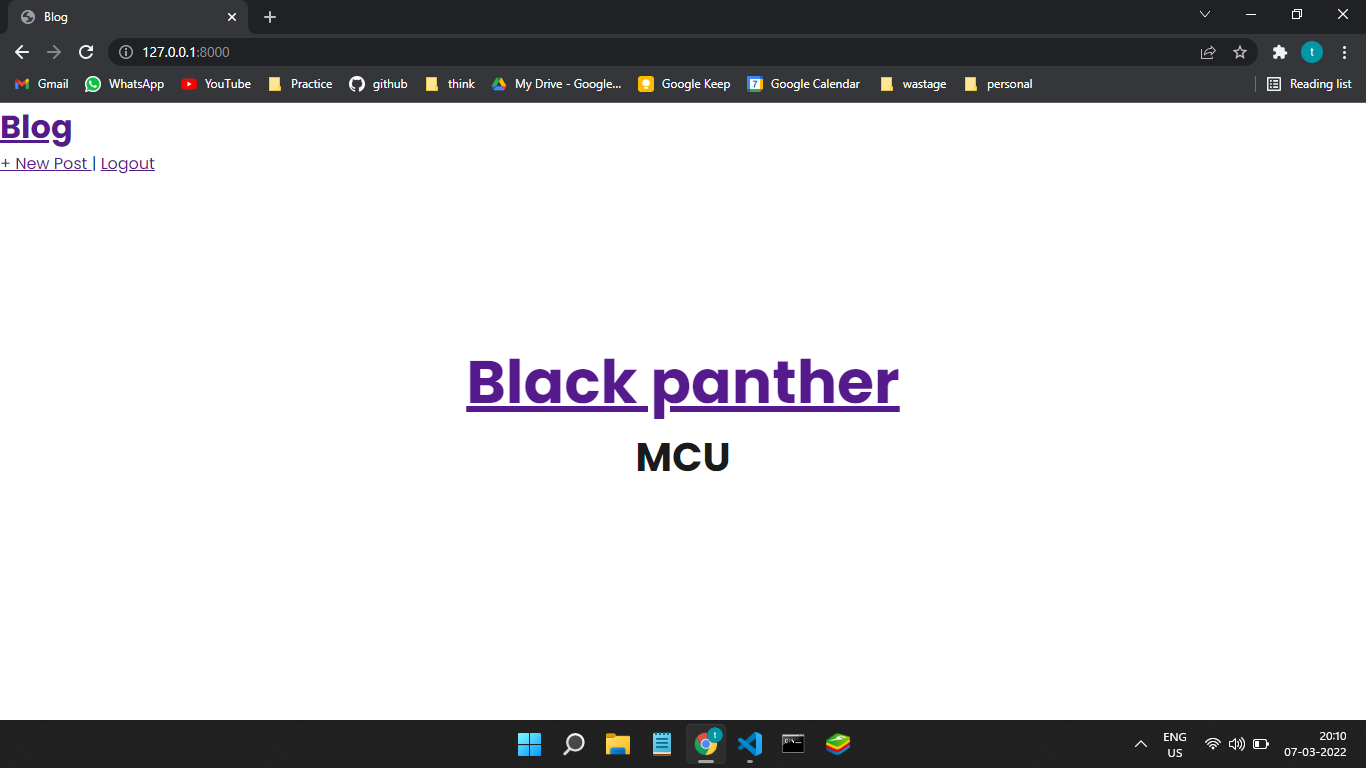 Blog
127.0.0.1:8000
t
Gmail WhatsApp YouTube Practice github think My Drive - Google... Google Keep 7 Google Calendar wastage personal Reading list
Blog
+ New Post | Logout
Black panther
MCU
t
ENG
US
20:10
07-03-2022